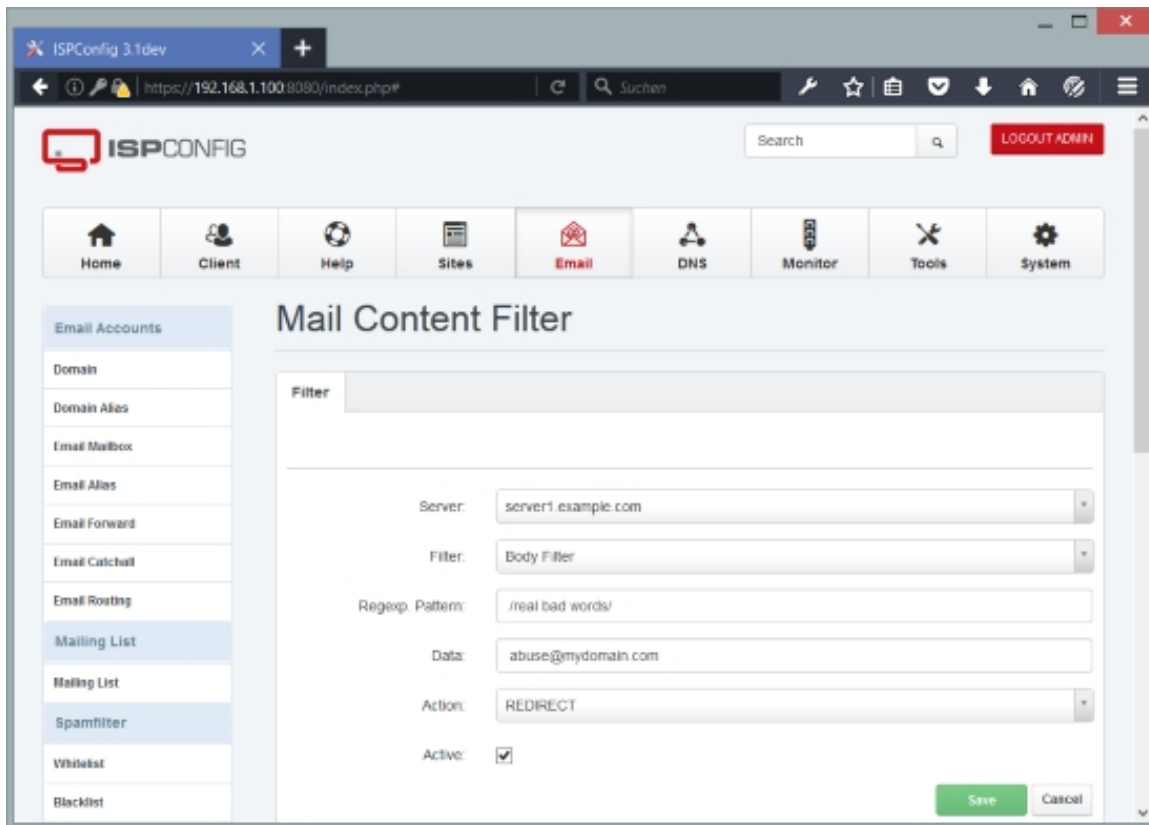 ISPConfig 3.1dev
https://192.168.1.100:8080/index.php#
Suchen
ISPCONFIG
Search
LOGOUT ADMIN
Home Client Help Sites Email DNS Monitor Tools System
Email Accounts
Domain
Domain Alias
Email Mailbox
Email Alias
Email Forward
Email Catchall
Email Routing
Mailing List
Mailing List
Spamfilter
Whitelist
Blacklist
Mail Content Filter
Filter
Server: server1.example.com
Filter: Body Filter
Regexp. Pattern: /real bad words/
Data: abuse@mydomain.com
Action: REDIRECT
Active:
Save Cancel